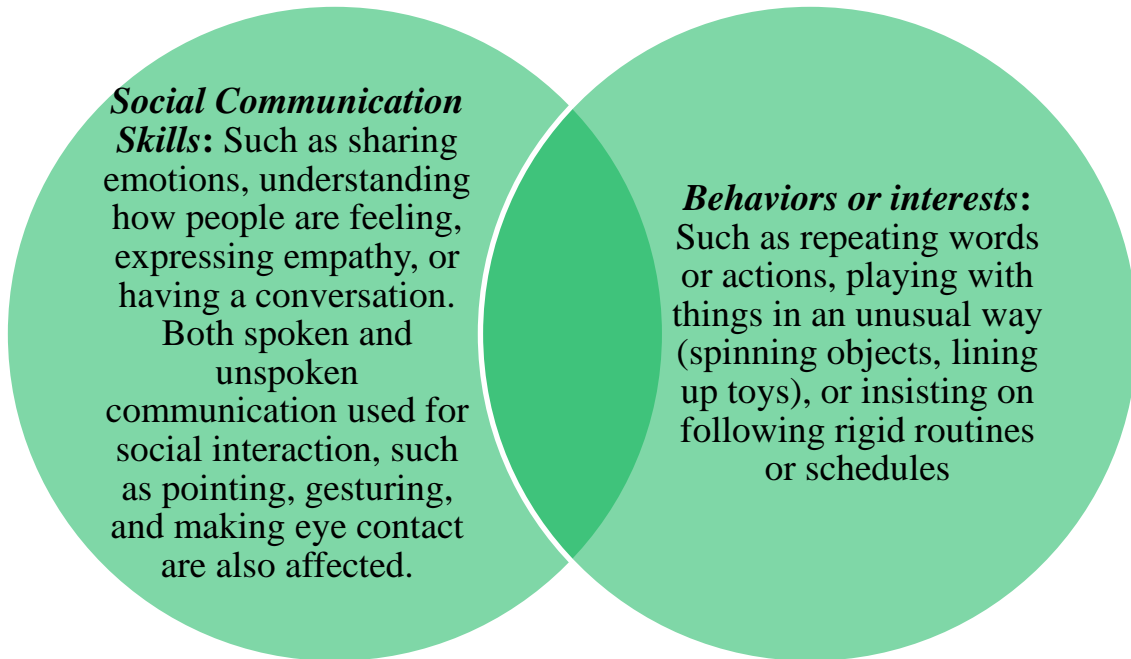 Social Communication
Skills: Such as sharing
emotions, understanding
how people are feeling,
expressing empathy, or
having a conversation.
Both spoken and
unspoken
communication used for
social interaction, such
as pointing, gesturing,
and making eye contact
are also affected.
Behaviors or interests:
Such as repeating words
or actions, playing with
things in an unusual way
(spinning objects, lining
up toys), or insisting on
following rigid routines
or schedules